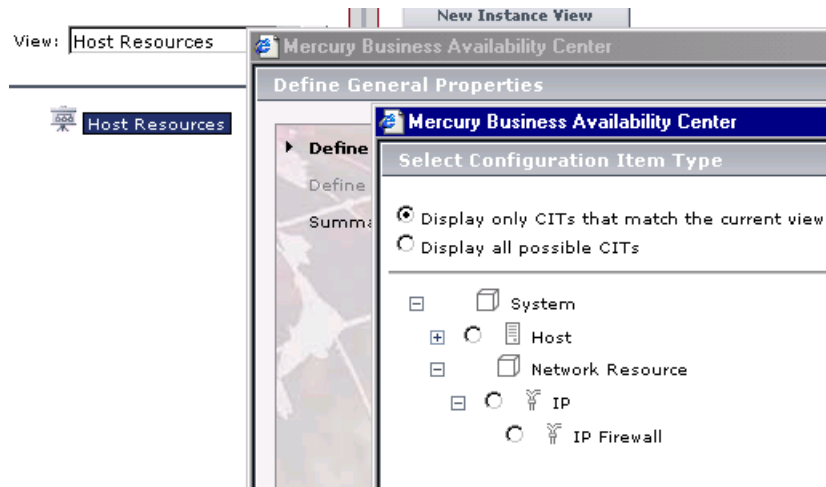 New Instance View
View: Host Resources
Mercury Business Availability Center
Define General Properties
Host Resources
Mercury Business Availability Center
Define
Select Configuration Item Type
Define
Display only CITs that match the current view
Display all possible CITs
System
Host
Network Resource
IP
IP Firewall